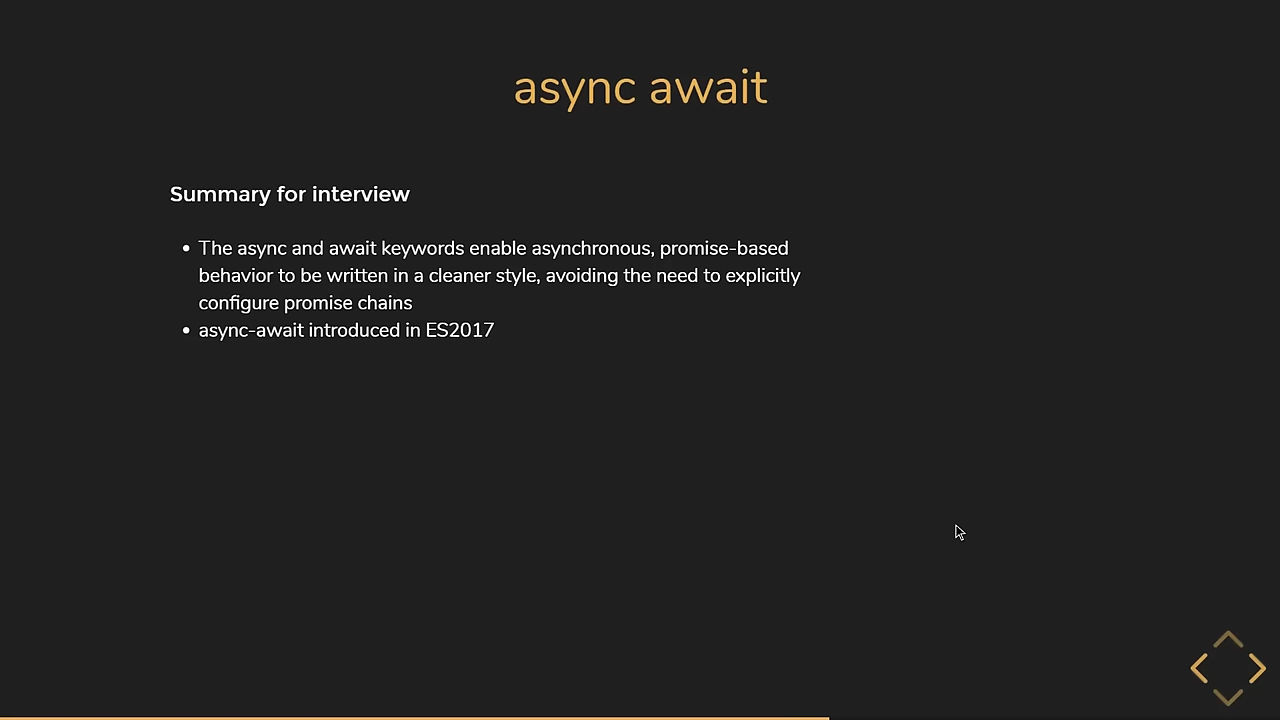 async await
Summary for interview
• The async and await keywords enable asynchronous, promise-based
behavior to be written in a cleaner style, avoiding the need to explicitly
configure promise chains
• async-await introduced in ES2017